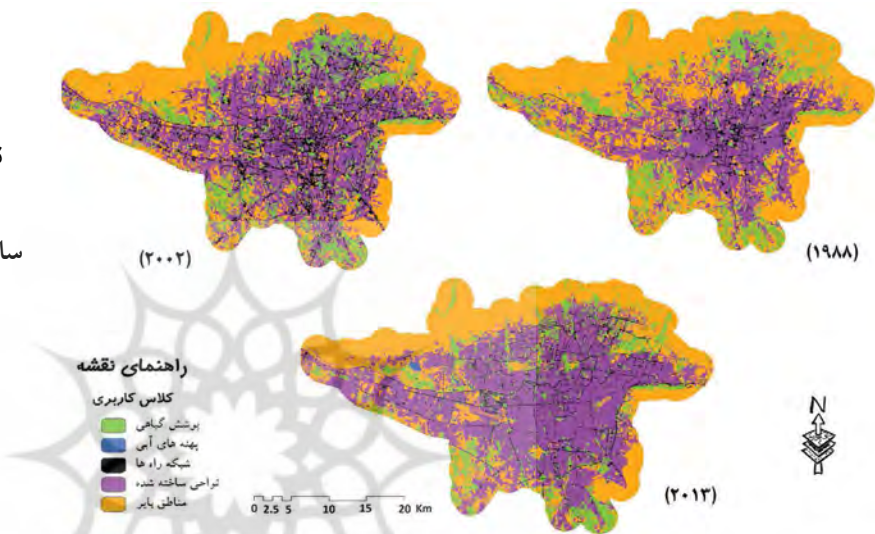 (۱۹۸۸)
(۲۰۰۲)
(۲۰۱۳)
N
راهنمای نقشه
کلاس کاربری
پوشش گیاهی
پهنه های آبی
شبکه راه ها
نواحی ساخته شده
مناطق بایر
0 2.5 5 10 15 20 Km
سا